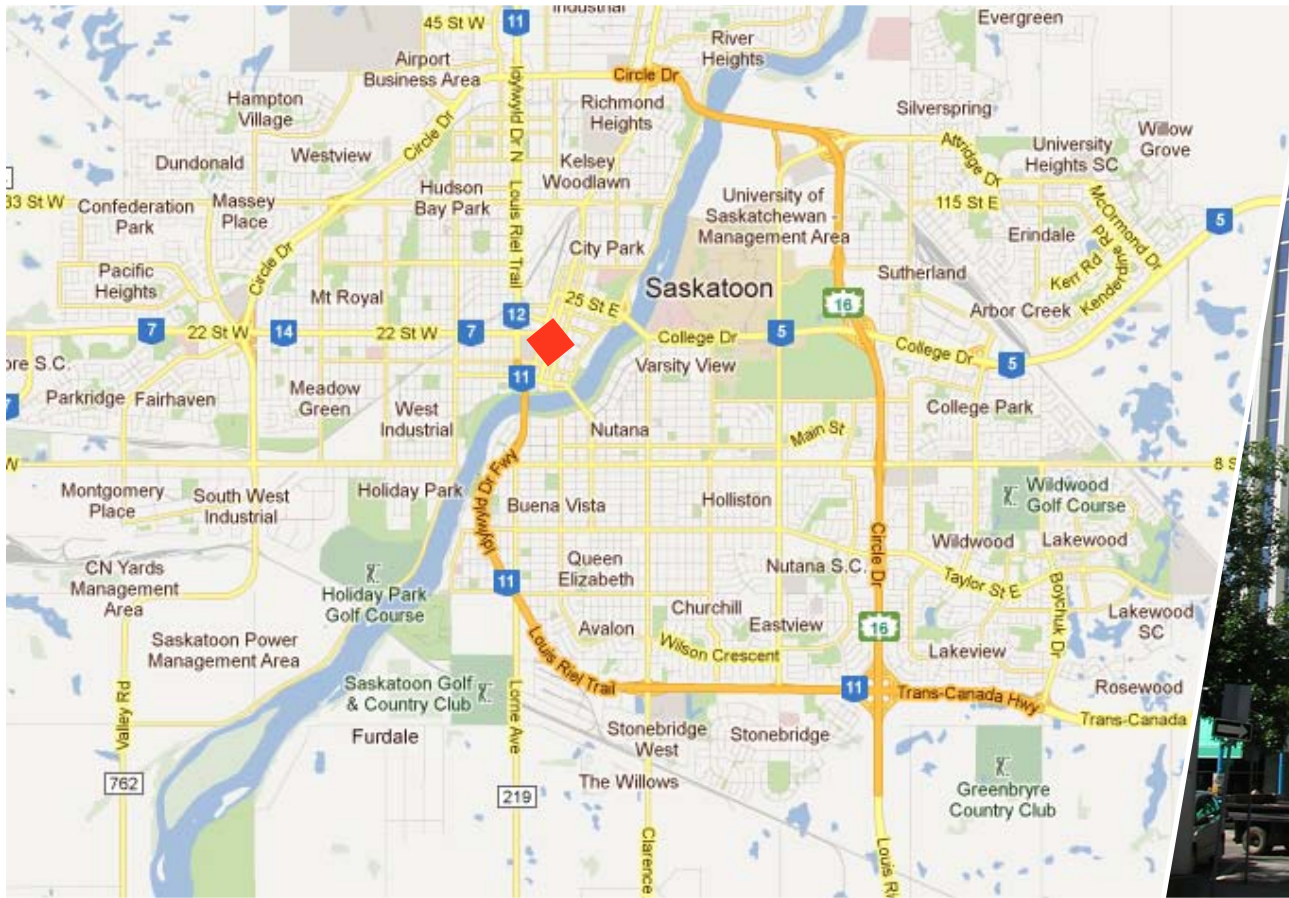 Industrial
Evergreen
45 St W
11
River
Heights
Airport
Business Area
Circle Dr
Idylwyld Dr N
Hampton
Village
Richmond
Heights
Silverspring
Willow
Grove
Circle Dr
Attridge Dr
University
Heights SC
Dundonald
Westview
Kelsey
Woodlawn
Hudson
Bay Park
University of
Saskatchewan -
Management Area
33 St W
Confederation
Park
Massey
Place
Louis Riel Trail
115 St E
McOrmond Dr
5
Erindale
City Park
Pacific
Heights
Circle Dr
Sutherland
Kerr Rd
Kenderdine Rd
Mt Royal
Saskatoon
25 St E
16
Arbor Creek
12
7
22 St W
14
22 St W
7
College Dr
5
College Dr
5
ore S.C.
Varsity View
11
Parkridge
Fairhaven
Meadow
Green
7
West
Industrial
College Park
Nutana
Main St
W
8 S
Montgomery
Place
South West
Industrial
Holiday Park
Idylwyld Dr Fwy
Buena Vista
Holliston
Wildwood
Golf Course
Circle Dr
Wildwood
Lakewood
CN Yards
Management
Area
Holiday Park
Golf Course
11
Queen
Elizabeth
Nutana S.C.
Taylor St E
Boychuk Dr
Churchill
Lakewood
SC
Avalon
Eastview
16
Saskatoon Power
Management Area
Wilson Crescent
Lakeview
Louis Riel Trail
Saskatoon Golf
& Country Club
11
Trans-Canada Hwy
Rosewood
Valley Rd
Lorne Ave
Trans-Canada
Furdale
Stonebridge
West
Stonebridge
762
The Willows
219
Greenbryre
Country Club
Clarence
Louis Ri